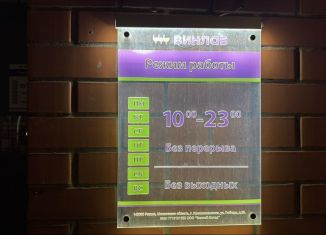 ВИНЛАБ
Режим работы
ПН
ВТ
СР
ЧТ
ПТ
СБ
ВС
10⁰⁰-23⁰⁰
Без перерыва
Без выходных